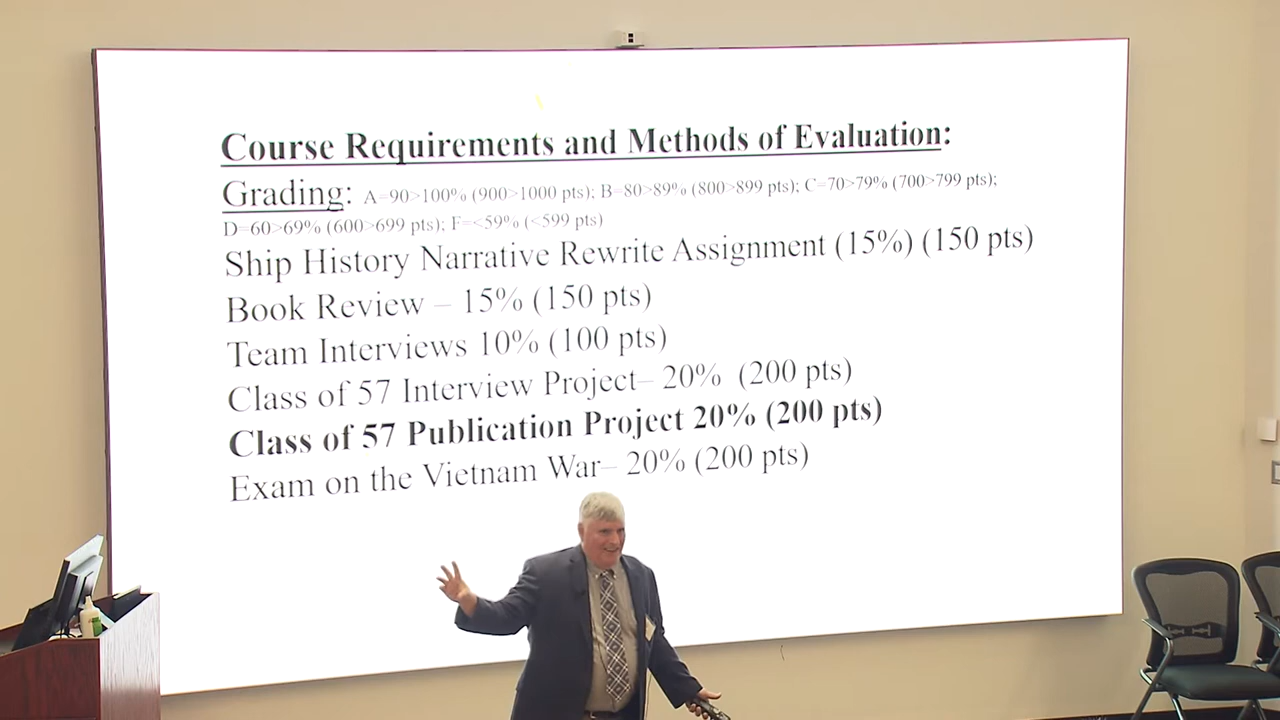 Course Requirements and Methods of Evaluation:
Grading: A=90>100% (900>1000 pts); B=80>89% (800>899 pts); C=70>79% (700>799 pts);
D=60>69% (600>699 pts); F=<59% (<599 pts)
Ship History Narrative Rewrite Assignment (15%) (150 pts)
Book Review – 15% (150 pts)
Team Interviews 10% (100 pts)
Class of 57 Interview Project– 20% (200 pts)
Class of 57 Publication Project 20% (200 pts)
Exam on the Vietnam War– 20% (200 pts)